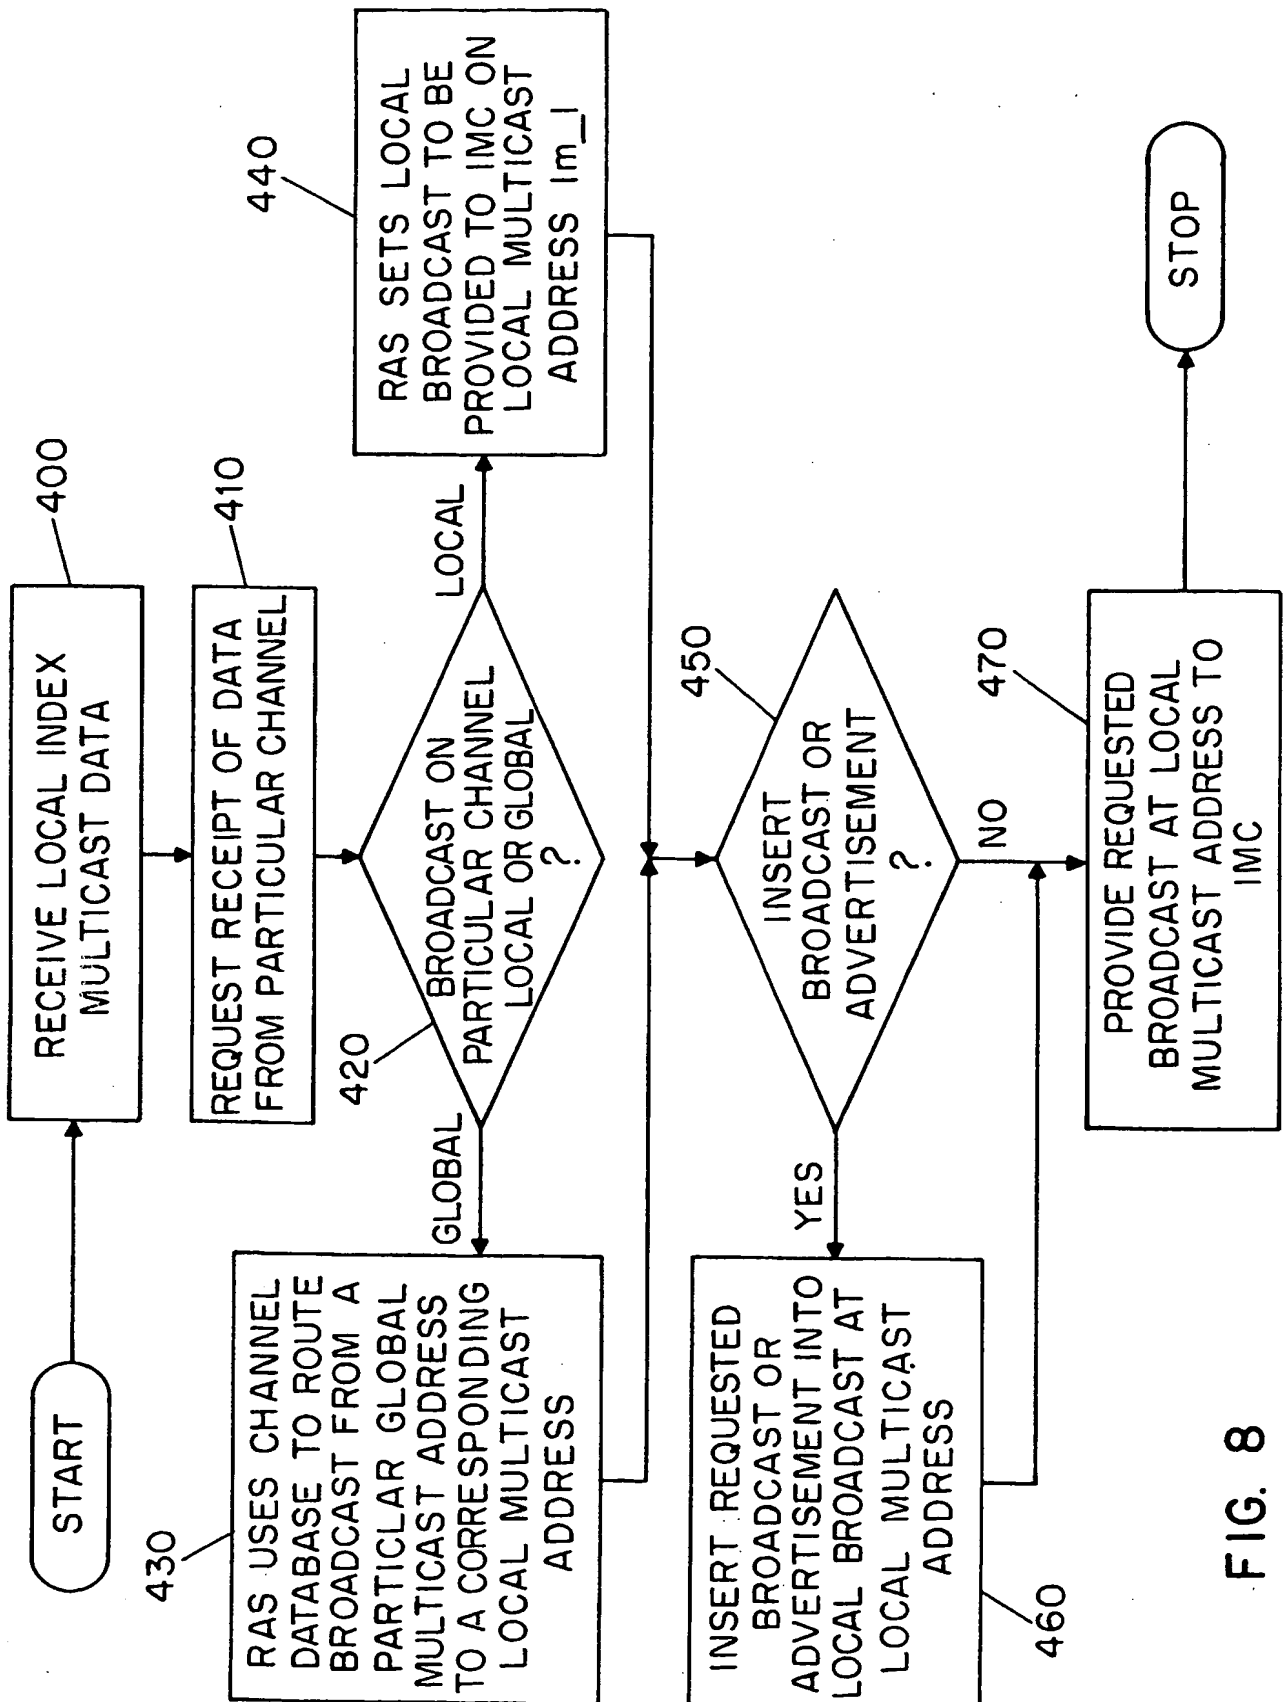 START
RECEIVE LOCAL INDEX
MULTICAST DATA
400
REQUEST RECEIPT OF DATA
FROM PARTICULAR CHANNEL
410
BROADCAST ON
PARTICULAR CHANNEL
LOCAL OR GLOBAL
?
420
GLOBAL
LOCAL
430
RAS USES CHANNEL
DATABASE TO ROUTE
BROADCAST FROM A
PARTICLAR GLOBAL
MULTICAST ADDRESS
TO A CORRESPONDING
LOCAL MULTICAST
ADDRESS
440
RAS SETS LOCAL
BROADCAST TO BE
PROVIDED TO IMC ON
LOCAL MULTICAST
ADDRESS lm_l
INSERT
BROADCAST OR
ADVERTISEMENT
?
450
YES
NO
INSERT REQUESTED
BROADCAST OR
ADVERTISEMENT INTO
LOCAL BROADCAST AT
LOCAL MULTICAST
ADDRESS
460
PROVIDE REQUESTED
BROADCAST AT LOCAL
MULTICAST ADDRESS TO
IMC
470
STOP
FIG. 8